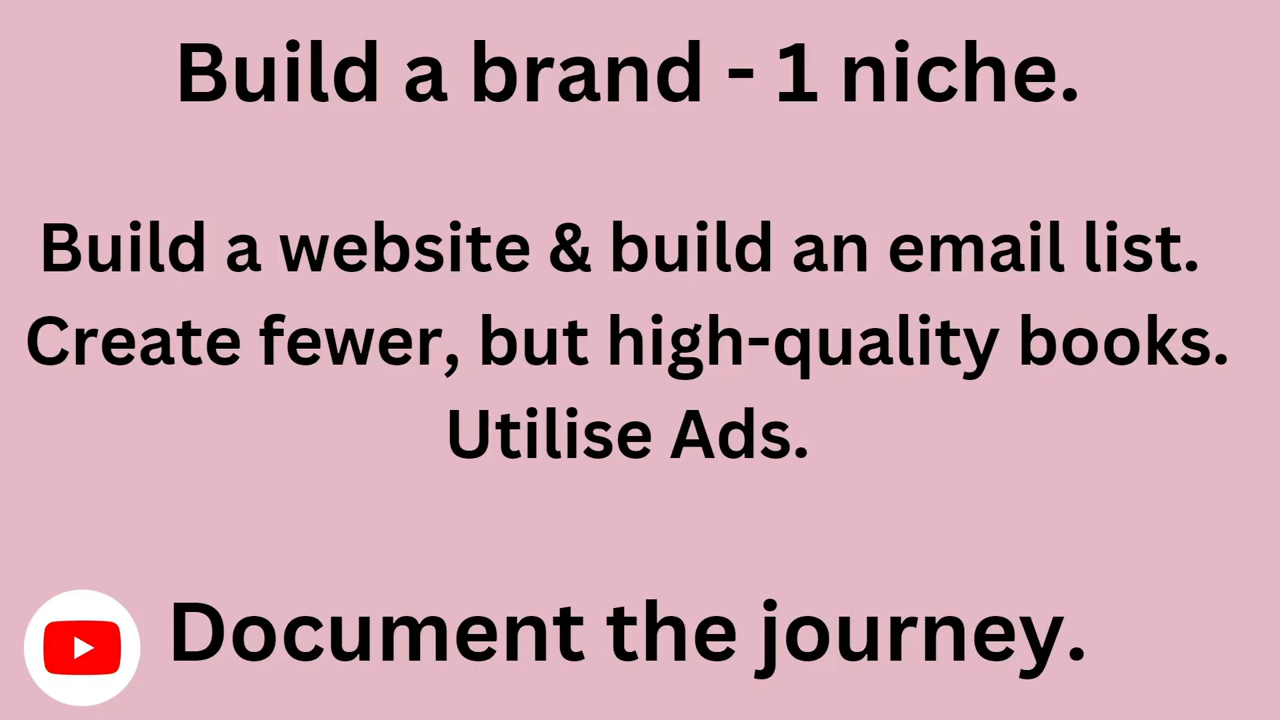 Build a brand - 1 niche.
Build a website & build an email list.
Create fewer, but high-quality books.
Utilise Ads.
Document the journey.